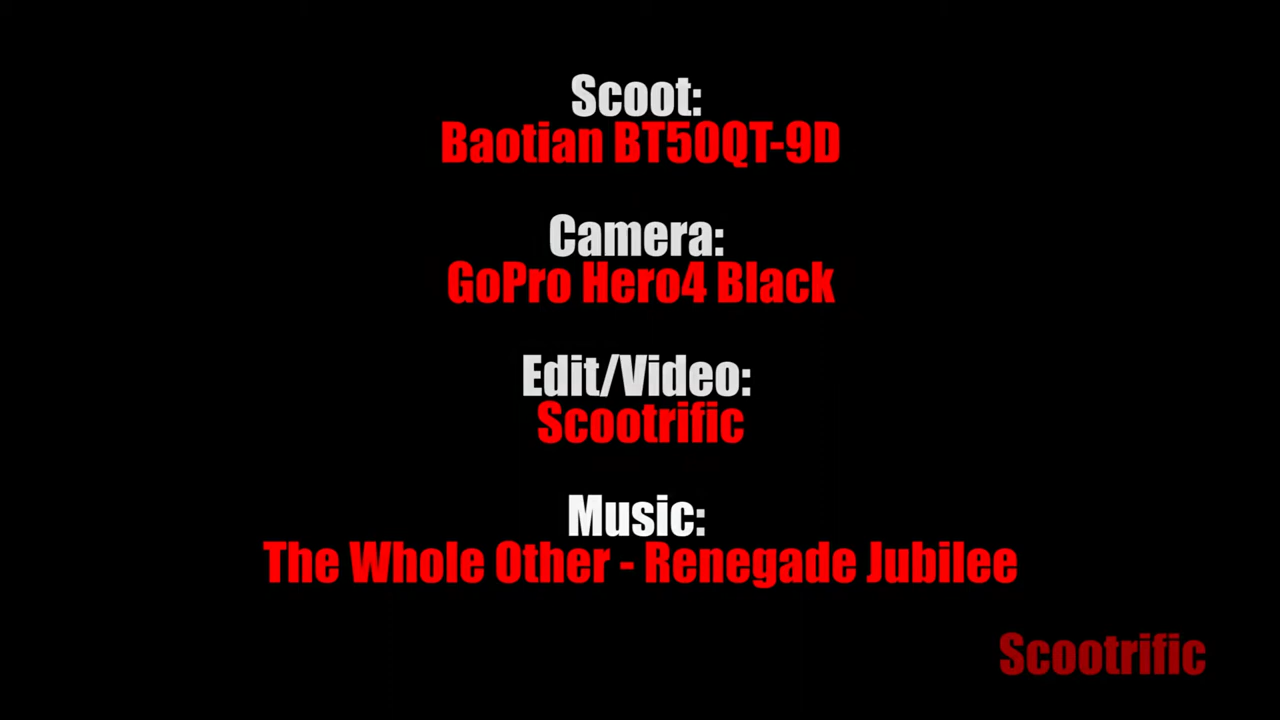 Scoot:
Baotian BT50QT-9D
Camera:
GoPro Hero4 Black
Edit/Video:
Scootrific
Music:
The Whole Other - Renegade Jubilee
Scootrific